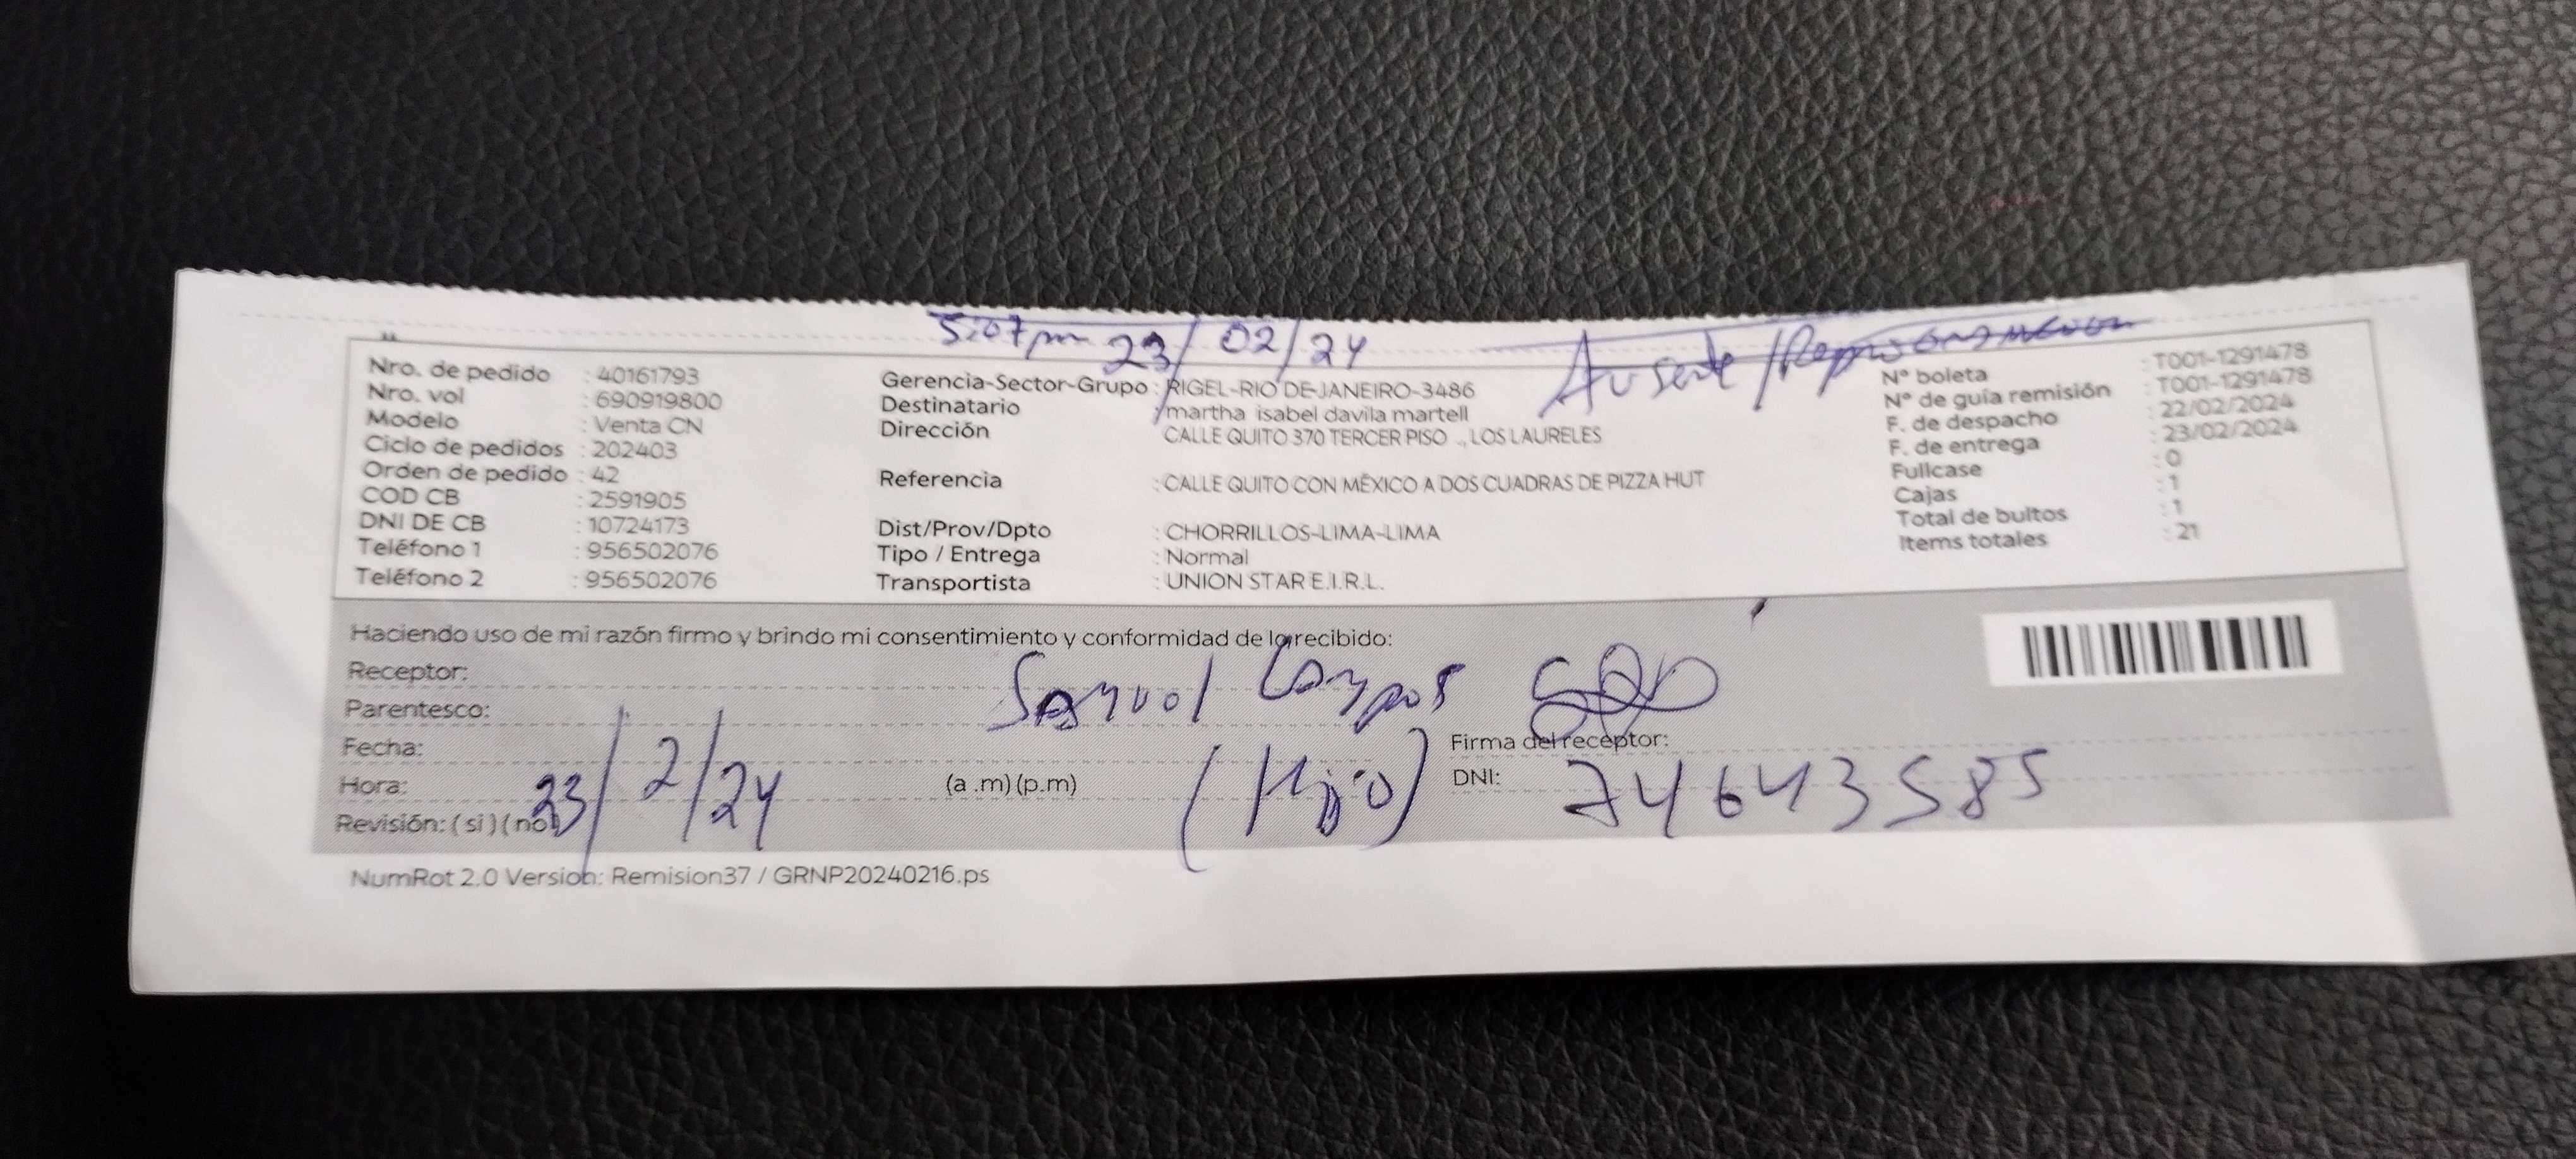 5:07 pm 23/02/24 Ausente/Reprogramacion
Nro. de pedido : 40161793
Nro. vol : 690919800
Modelo : Venta CN
Ciclo de pedidos : 202403
Orden de pedido : 42
COD CB : 2591905
DNI DE CB : 10724173
Teléfono 1 : 956502076
Teléfono 2 : 956502076
Gerencia-Sector-Grupo : RIGEL-RIO DE JANEIRO-3486
Destinatario martha isabel davila martell
Dirección CALLE QUITO 370 TERCER PISO ., LOS LAURELES
Referencia : CALLE QUITO CON MÉXICO A DOS CUADRAS DE PIZZA HUT
Dist/Prov/Dpto : CHORRILLOS-LIMA-LIMA
Tipo / Entrega : Normal
Transportista : UNION STAR E.I.R.L.
N° boleta : T001-1291478
N° de guía remisión : T001-1291478
F. de despacho : 22/02/2024
F. de entrega : 23/02/2024
Fullcase : 0
Cajas : 1
Total de bultos : 1
Items totales : 21
Haciendo uso de mi razón firmo y brindo mi consentimiento y conformidad de lo recibido:
Receptor: Samuel Campos
Parentesco:
Fecha:
Firma del receptor:
Hora: 23/2/24 (a .m) (p.m) (Hijo)
DNI: 74643585
Revisión: ( si ) ( no )
NumRot 2.0 Version: Remision37 / GRNP20240216.ps